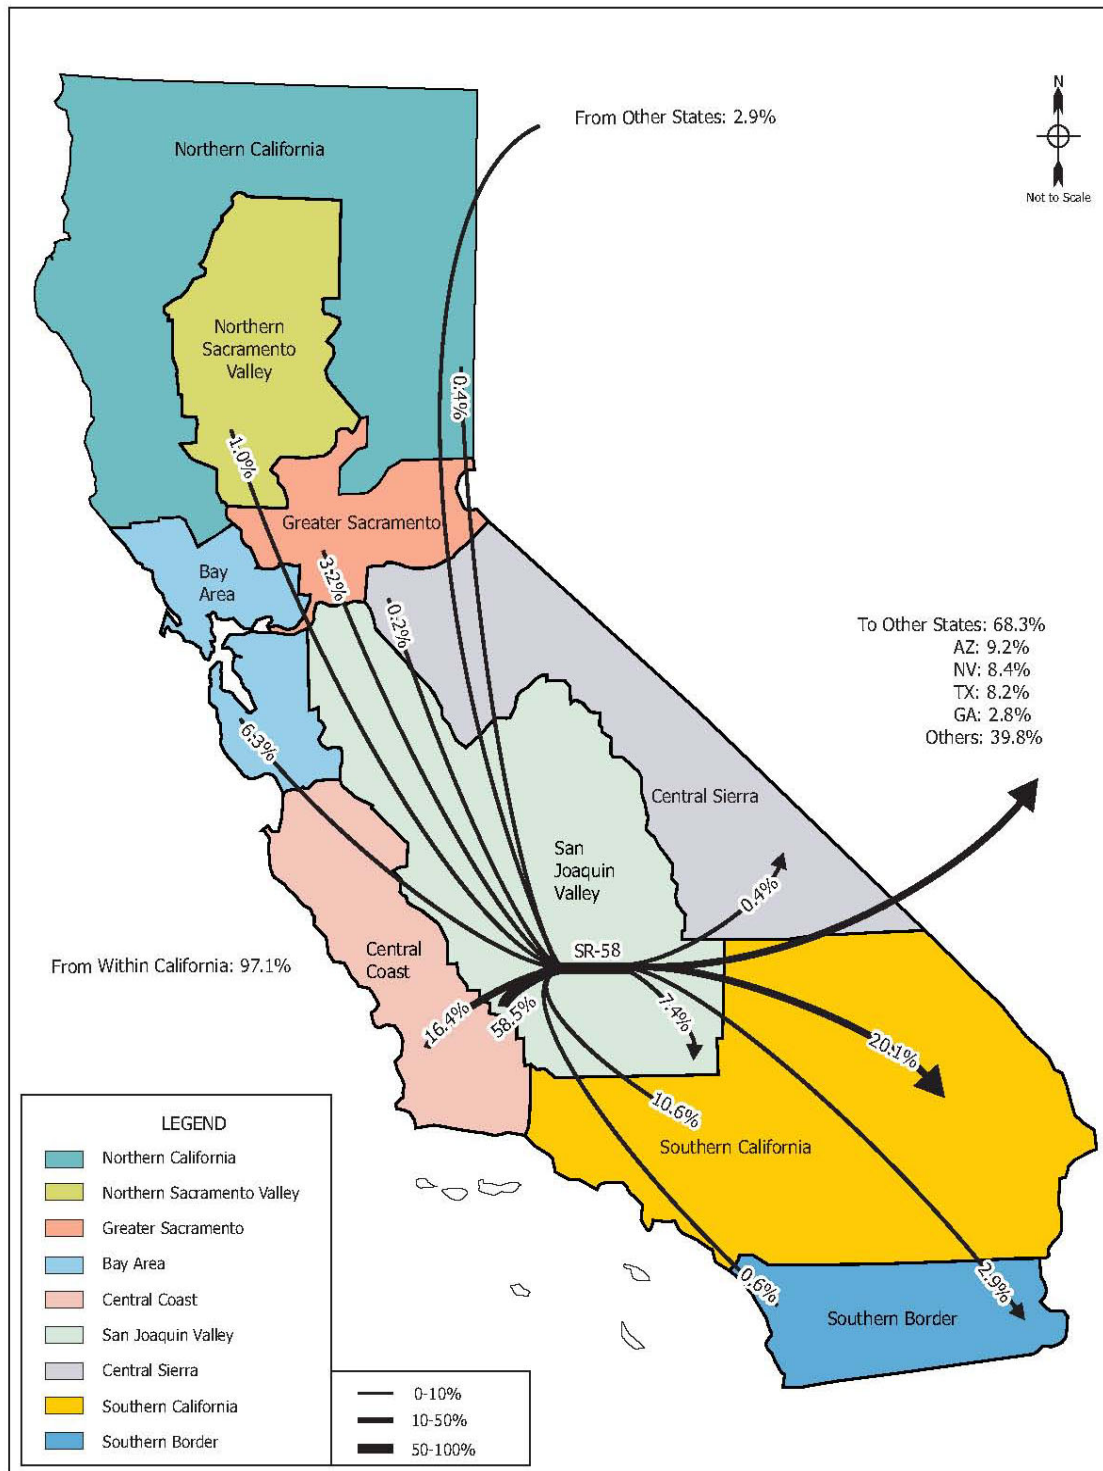 From Other States: 2.9%
N
Not to Scale
Northern California
Northern
Sacramento
Valley
0.4%
1.0%
Greater Sacramento
3.2%
Bay
Area
0.2%
To Other States: 68.3%
AZ: 9.2%
NV: 8.4%
TX: 8.2%
GA: 2.8%
Others: 39.8%
6.3%
Central Sierra
San
Joaquin
Valley
0.4%
Central
Coast
SR-58
From Within California: 97.1%
16.4%
58.5%
7.4%
20.1%
10.6%
Southern California
0.6%
2.9%
Southern Border
LEGEND
Northern California
Northern Sacramento Valley
Greater Sacramento
Bay Area
Central Coast
San Joaquin Valley
Central Sierra
Southern California
Southern Border
0-10%
10-50%
50-100%